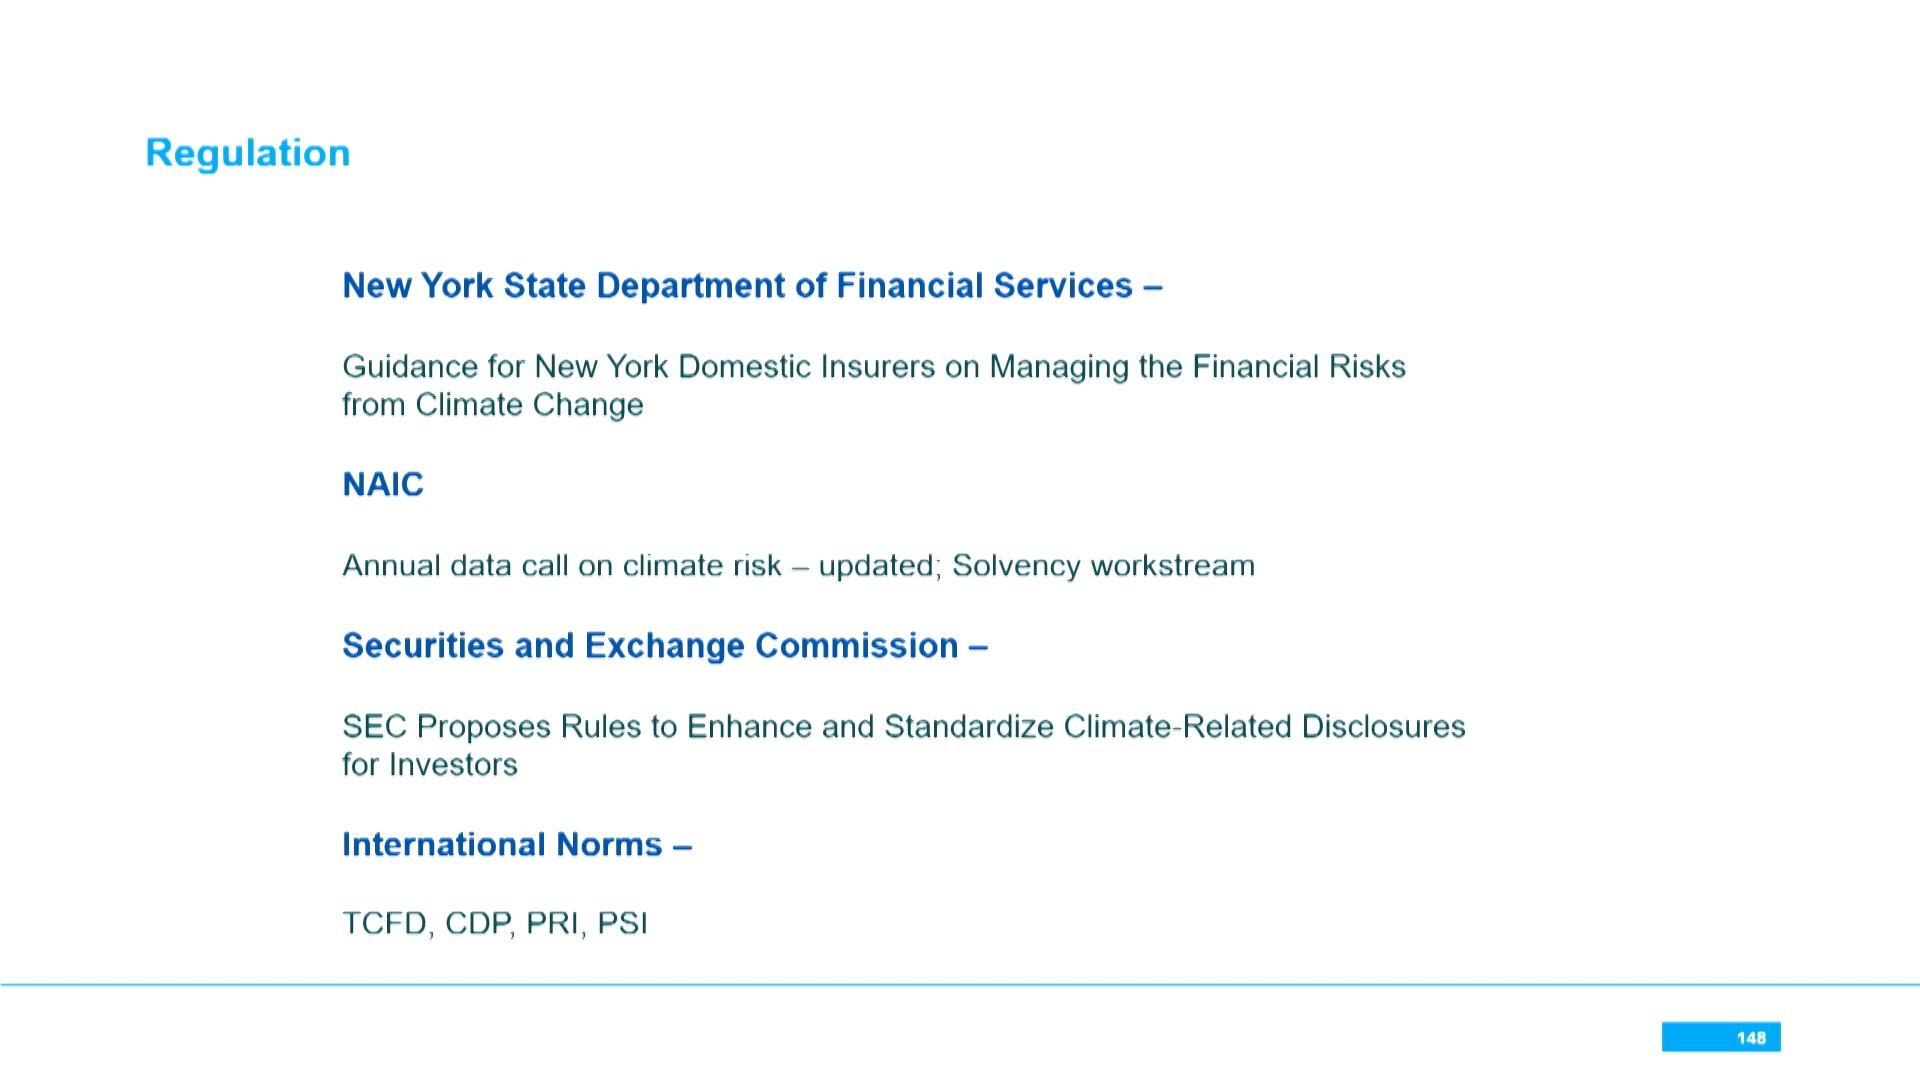 Regulation
New York State Department of Financial Services –
Guidance for New York Domestic Insurers on Managing the Financial Risks
from Climate Change
NAIC
Annual data call on climate risk – updated; Solvency workstream
Securities and Exchange Commission –
SEC Proposes Rules to Enhance and Standardize Climate-Related Disclosures
for Investors
International Norms –
TCFD, CDP, PRI, PSI
148